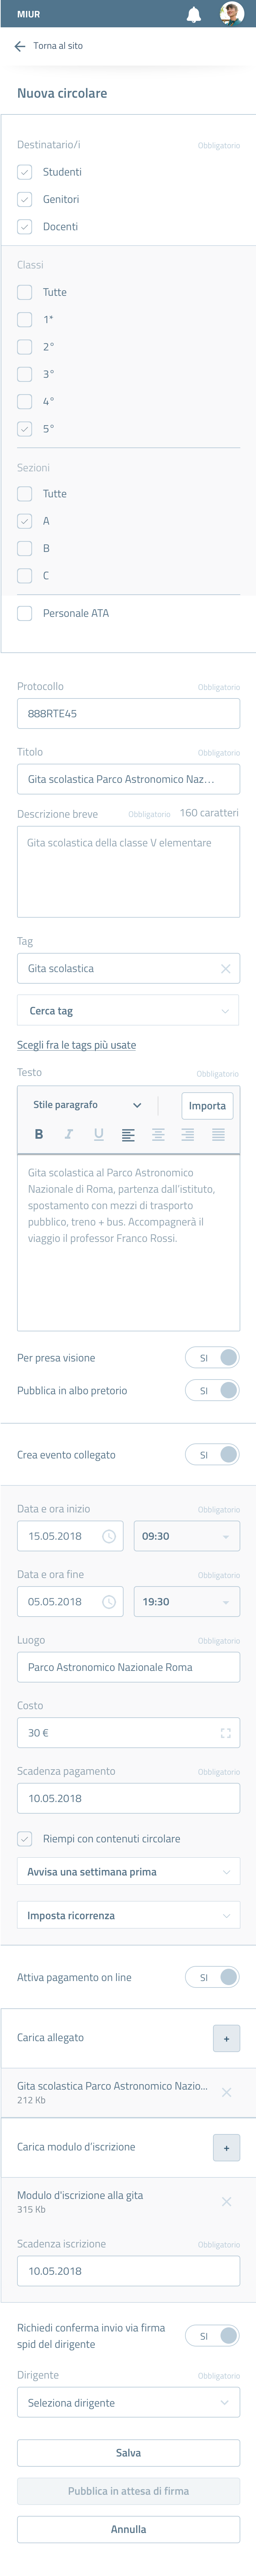 MIUR
Torna al sito
Nuova circolare
Destinatario/i Obbligatorio
Studenti
Genitori
Docenti
Classi
Tutte
1°
2°
3°
4°
5°
Sezioni
Tutte
A
B
C
Personale ATA
Protocollo Obbligatorio
888RTE45
Titolo Obbligatorio
Gita scolastica Parco Astronomico Naz...
Descrizione breve Obbligatorio 160 caratteri
Gita scolastica della classe V elementare
Tag
Gita scolastica
Cerca tag
Scegli fra le tags più usate
Testo Obbligatorio
Stile paragrafo Importa
B I U
Gita scolastica al Parco Astronomico
Nazionale di Roma, partenza dall'istituto,
spostamento con mezzi di trasporto
pubblico, treno + bus. Accompagnerà il
viaggio il professor Franco Rossi.
Per presa visione SI
Pubblica in albo pretorio SI
Crea evento collegato SI
Data e ora inizio Obbligatorio
15.05.2018 09:30
Data e ora fine Obbligatorio
05.05.2018 19:30
Luogo Obbligatorio
Parco Astronomico Nazionale Roma
Costo
30 €
Scadenza pagamento Obbligatorio
10.05.2018
Riempi con contenuti circolare
Avvisa una settimana prima
Imposta ricorrenza
Attiva pagamento on line SI
Carica allegato +
Gita scolastica Parco Astronomico Nazio...
212 Kb
Carica modulo d'iscrizione +
Modulo d'iscrizione alla gita
315 Kb
Scadenza iscrizione Obbligatorio
10.05.2018
Richiedi conferma invio via firma
spid del dirigente SI
Dirigente Obbligatorio
Seleziona dirigente
Salva
Pubblica in attesa di firma
Annulla